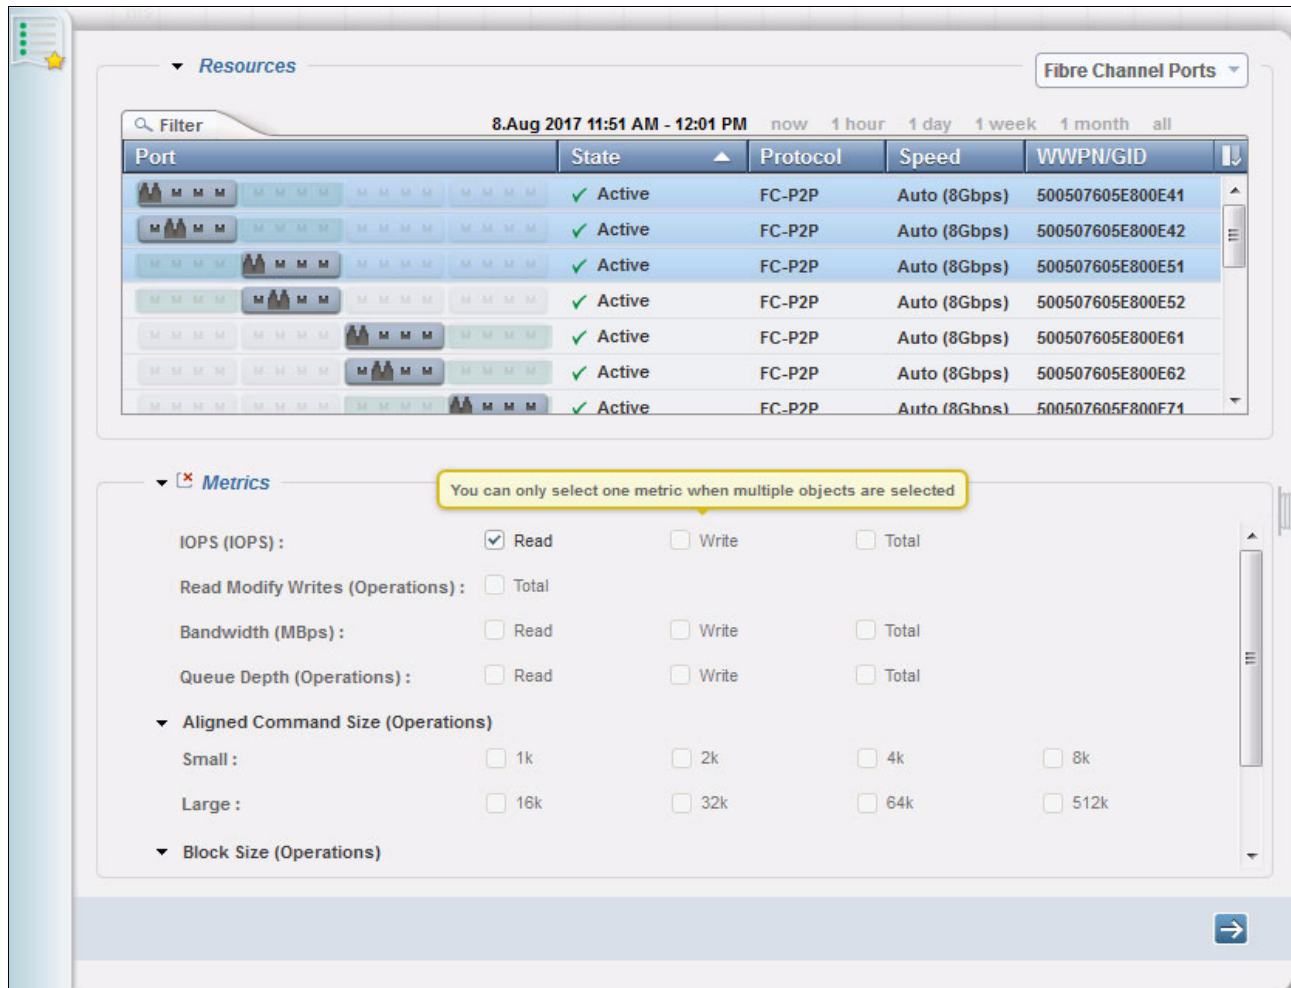 Resources
Fibre Channel Ports
Filter
8.Aug 2017 11:51 AM - 12:01 PM now 1 hour 1 day 1 week 1 month all
Port State Protocol Speed WWPN/GID
Active FC-P2P Auto (8Gbps) 500507605E800E41
Active FC-P2P Auto (8Gbps) 500507605E800E42
Active FC-P2P Auto (8Gbps) 500507605E800E51
Active FC-P2P Auto (8Gbps) 500507605E800E52
Active FC-P2P Auto (8Gbps) 500507605E800E61
Active FC-P2P Auto (8Gbps) 500507605E800E62
Active FC-P2P Auto (8Gbps) 500507605E800E71
Metrics
You can only select one metric when multiple objects are selected
IOPS (IOPS) : Read Write Total
Read Modify Writes (Operations) : Total
Bandwidth (MBps) : Read Write Total
Queue Depth (Operations) : Read Write Total
Aligned Command Size (Operations)
Small : 1k 2k 4k 8k
Large : 16k 32k 64k 512k
Block Size (Operations)